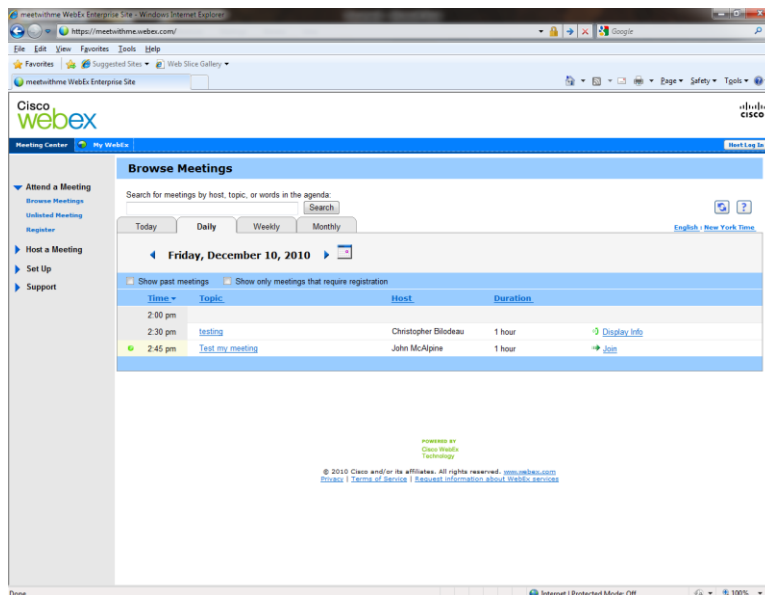 meetwithme WebEx Enterprise Site - Windows Internet Explorer
https://meetwithme.webex.com/
Google
File Edit View Favorites Tools Help
Favorites Suggested Sites Web Slice Gallery
meetwithme WebEx Enterprise Site
Page Safety Tools
Cisco
webex
CISCO
Meeting Center My WebEx
Host Log In
Browse Meetings
Attend a Meeting
Browse Meetings
Unlisted Meeting
Register
Host a Meeting
Set Up
Support
Search for meetings by host, topic, or words in the agenda:
Search
Today Daily Weekly Monthly
English : New York Time
Friday, December 10, 2010
Show past meetings Show only meetings that require registration
Time Topic Host Duration
2:00 pm
2:30 pm testing Christopher Bilodeau 1 hour Display Info
2:45 pm Test my meeting John McAlpine 1 hour Join
POWERED BY
Cisco WebEx
Technology
© 2010 Cisco and/or its affiliates. All rights reserved. www.webex.com
Privacy | Terms of Service | Request information about WebEx services
Done
Internet | Protected Mode: Off
100%